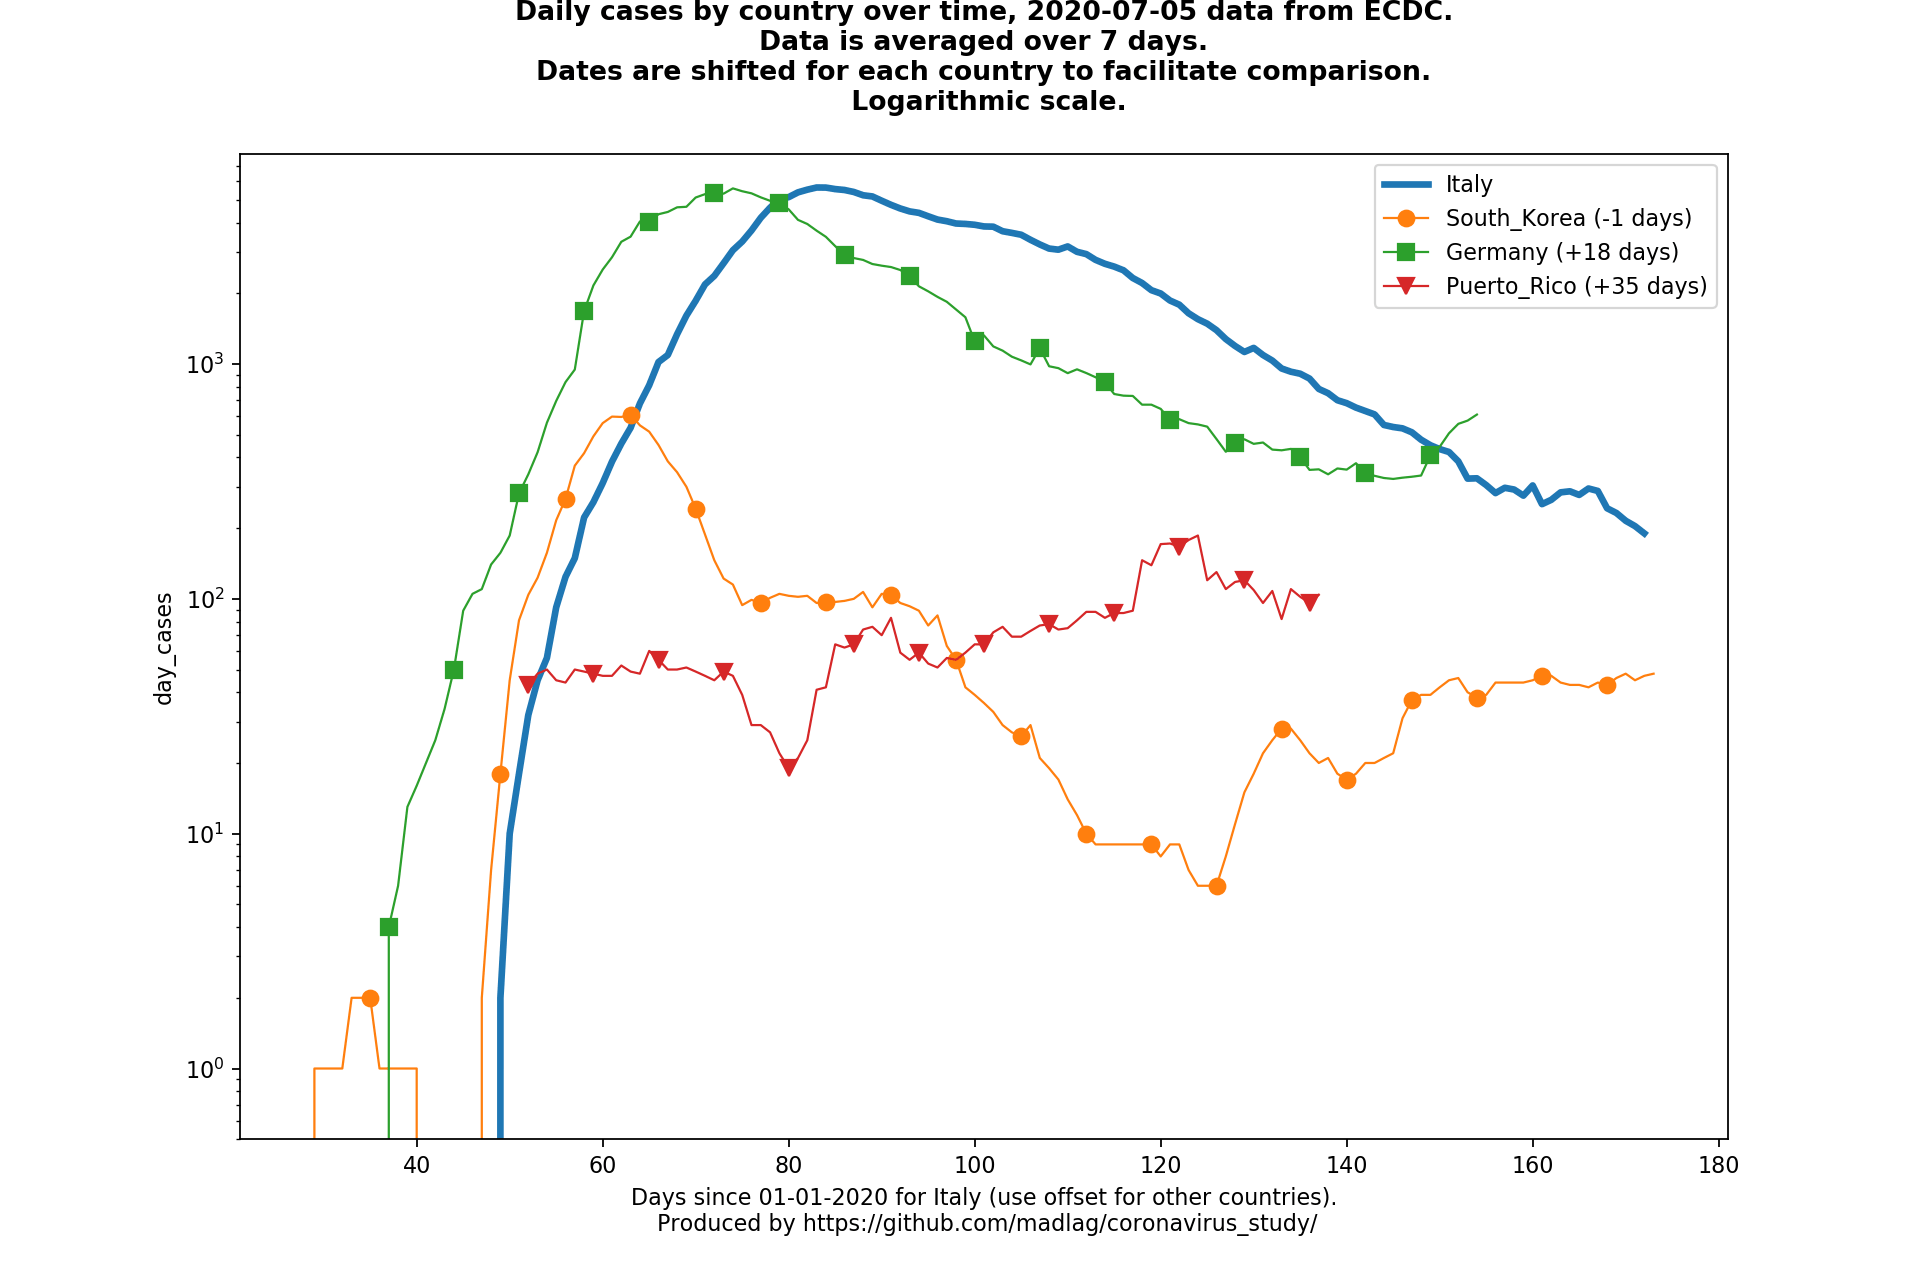 Daily cases by country over time, 2020-07-05 data from ECDC.
Data is averaged over 7 days.
Dates are shifted for each country to facilitate comparison.
Logarithmic scale.
Italy
South_Korea (-1 days)
Germany (+18 days)
Puerto_Rico (+35 days)
10³
10²
10¹
10⁰
day_cases
40 60 80 100 120 140 160 180
Days since 01-01-2020 for Italy (use offset for other countries).
Produced by https://github.com/madlag/coronavirus_study/